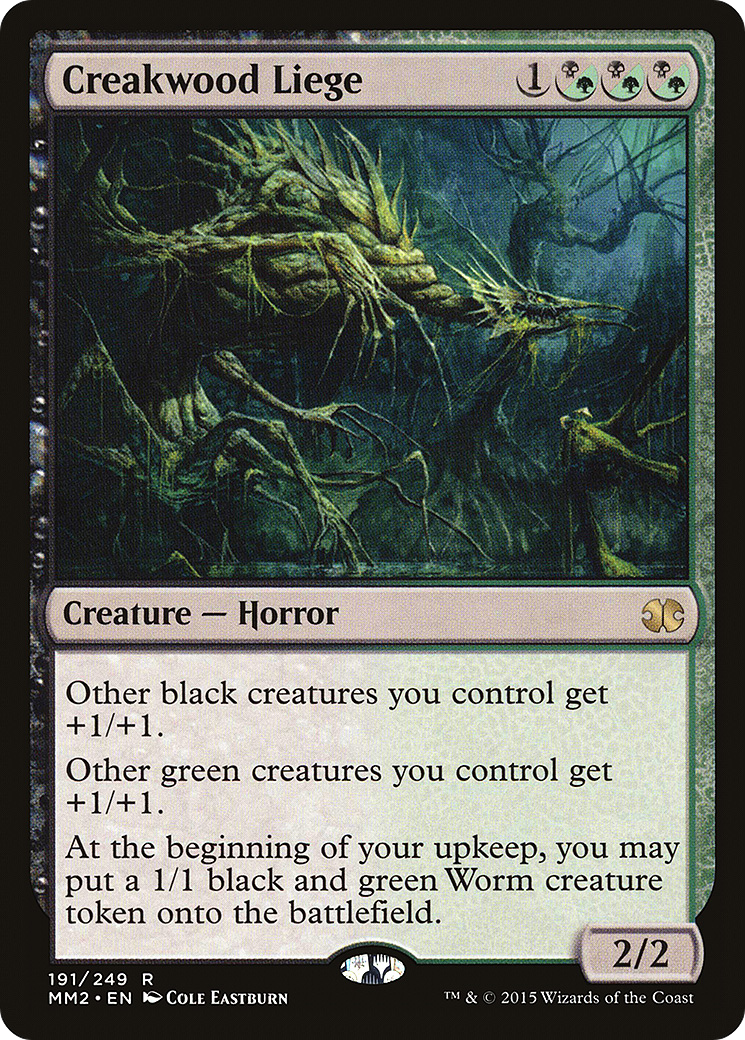 Creakwood Liege 1
Creature — Horror
Other black creatures you control get
+1/+1.
Other green creatures you control get
+1/+1.
At the beginning of your upkeep, you may
put a 1/1 black and green Worm creature
token onto the battlefield.
2/2
191/249 R
MM2 • EN Cole Eastburn
™ & © 2015 Wizards of the Coast